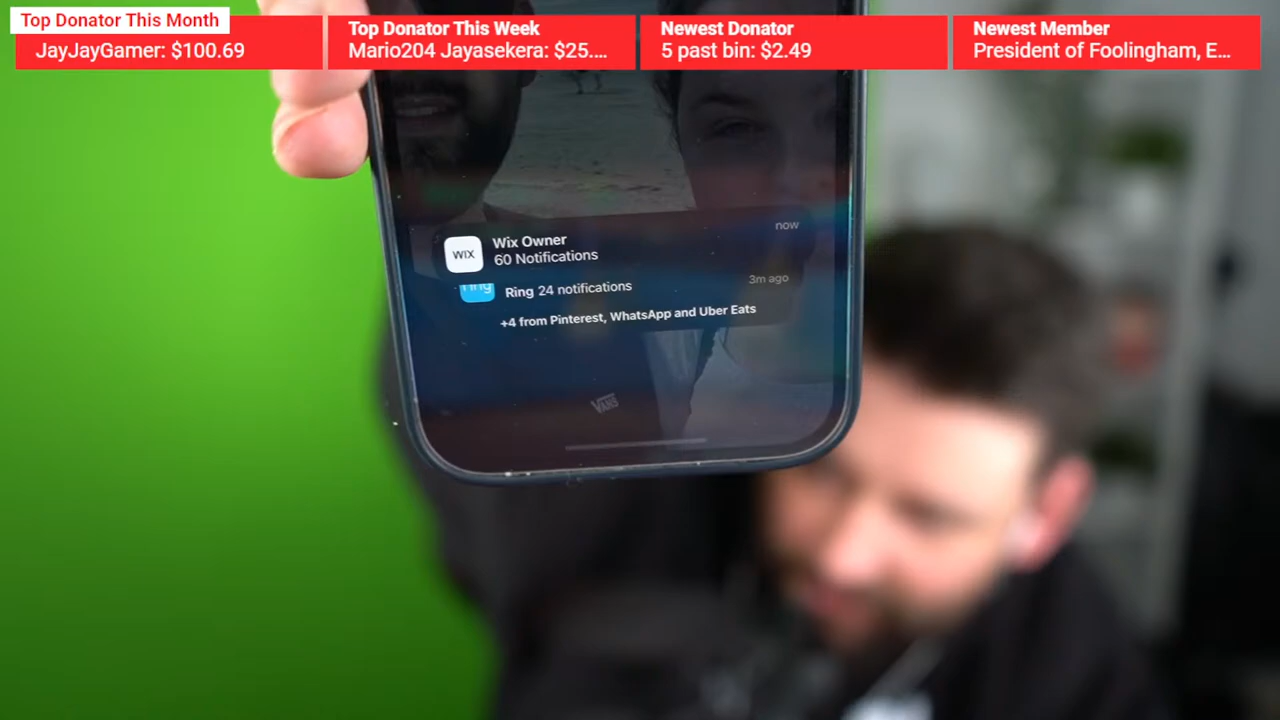 Top Donator This Month
JayJayGamer: $100.69
Top Donator This Week
Mario204 Jayasekera: $25....
Newest Donator
5 past bin: $2.49
Newest Member
President of Foolingham, E...
now
WIX
Wix Owner
60 Notifications
3m ago
ring
Ring 24 notifications
+4 from Pinterest, WhatsApp and Uber Eats
VANS